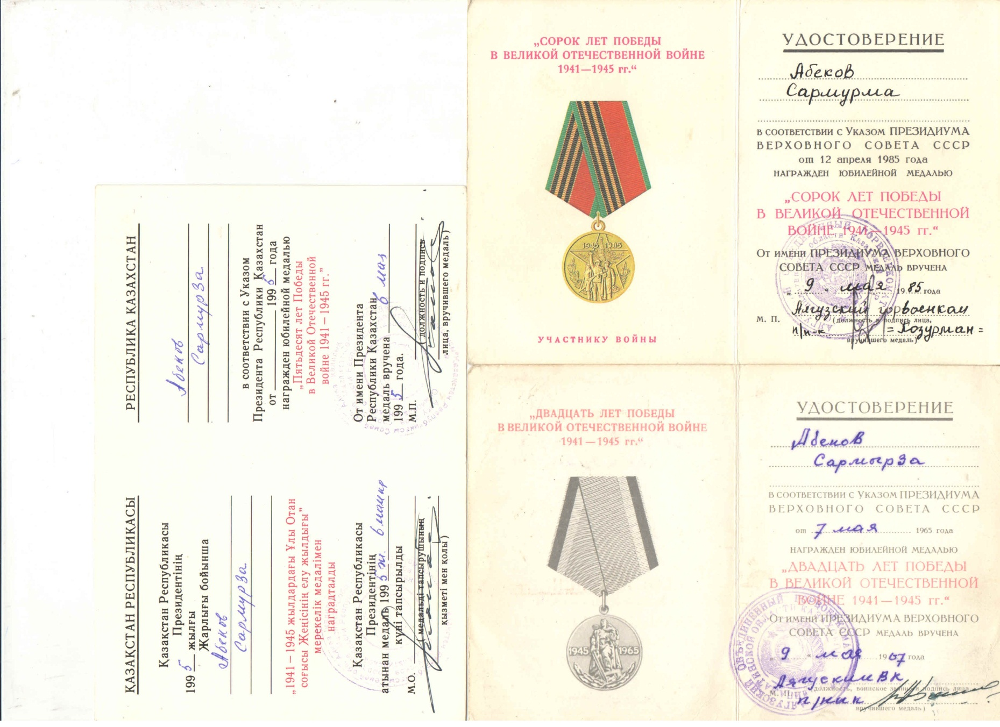 РЕСПУБЛИКА КАЗАХСТАН
Абеков
Сармурза
в соответствии с Указом
Президента Республики Казахстан
от 1995 года
награжден юбилейной медалью
„Пятьдесят лет Победы
в Великой Отечественной
войне 1941 – 1945 гг.”
От имени Президента
Республики Казахстан
медаль вручена 6 мая
1995 года.
М.П.
(должность и подпись
лица, вручившего медаль)
ҚАЗАҚСТАН РЕСПУБЛИКАСЫ
Қазақстан Республикасы
Президентінің
1995 жылғы
Жарлығы бойынша
Абеков
Сармурза.
„1941 – 1945 жылдардағы Ұлы Отан
соғысы Жеңісінің елу жылдығы”
мерекелік медалімен
наградталды
Қазақстан Республикасы
Президентінің
атынан медаль 1995 ж. 6 мамыр
күні тапсырылды
М.О.
(медальді тапсырушының
қызметі мен қолы)
„СОРОК ЛЕТ ПОБЕДЫ
В ВЕЛИКОЙ ОТЕЧЕСТВЕННОЙ ВОЙНЕ
1941—1945 гг.“
1945 1985
УЧАСТНИКУ ВОЙНЫ
УДОСТОВЕРЕНИЕ
Абеков
Сармурма
В СООТВЕТСТВИИ С УКАЗОМ ПРЕЗИДИУМА
ВЕРХОВНОГО СОВЕТА СССР
от 12 апреля 1985 года
НАГРАЖДЕН ЮБИЛЕЙНОЙ МЕДАЛЬЮ
„СОРОК ЛЕТ ПОБЕДЫ
В ВЕЛИКОЙ ОТЕЧЕСТВЕННОЙ
ВОЙНЕ 1941—1945 гг.“
ОТ ИМЕНИ ПРЕЗИДИУМА ВЕРХОВНОГО
СОВЕТА СССР МЕДАЛЬ ВРУЧЕНА
„9“ мая 1985 года
Аягузский горвоенком
М. П. (должность и подпись лица,
п/п-к =Козурман=
вручившего медаль)
„ДВАДЦАТЬ ЛЕТ ПОБЕДЫ
В ВЕЛИКОЙ ОТЕЧЕСТВЕННОЙ ВОЙНЕ
1941—1945 гг.“
1945 1965
УДОСТОВЕРЕНИЕ
Абеков
Сармырза
В СООТВЕТСТВИИ С УКАЗОМ ПРЕЗИДИУМА
ВЕРХОВНОГО СОВЕТА СССР
от 7 мая 1965 года
НАГРАЖДЕН ЮБИЛЕЙНОЙ МЕДАЛЬЮ
„ДВАДЦАТЬ ЛЕТ ПОБЕДЫ
В ВЕЛИКОЙ ОТЕЧЕСТВЕННОЙ
ВОЙНЕ 1941—1945 гг.“
ОТ ИМЕНИ ПРЕЗИДИУМА ВЕРХОВНОГО
СОВЕТА СССР МЕДАЛЬ ВРУЧЕНА
„9“ мая 1967 года
должность, воинское звание и подпись лица
М. П.
вручившего медаль)